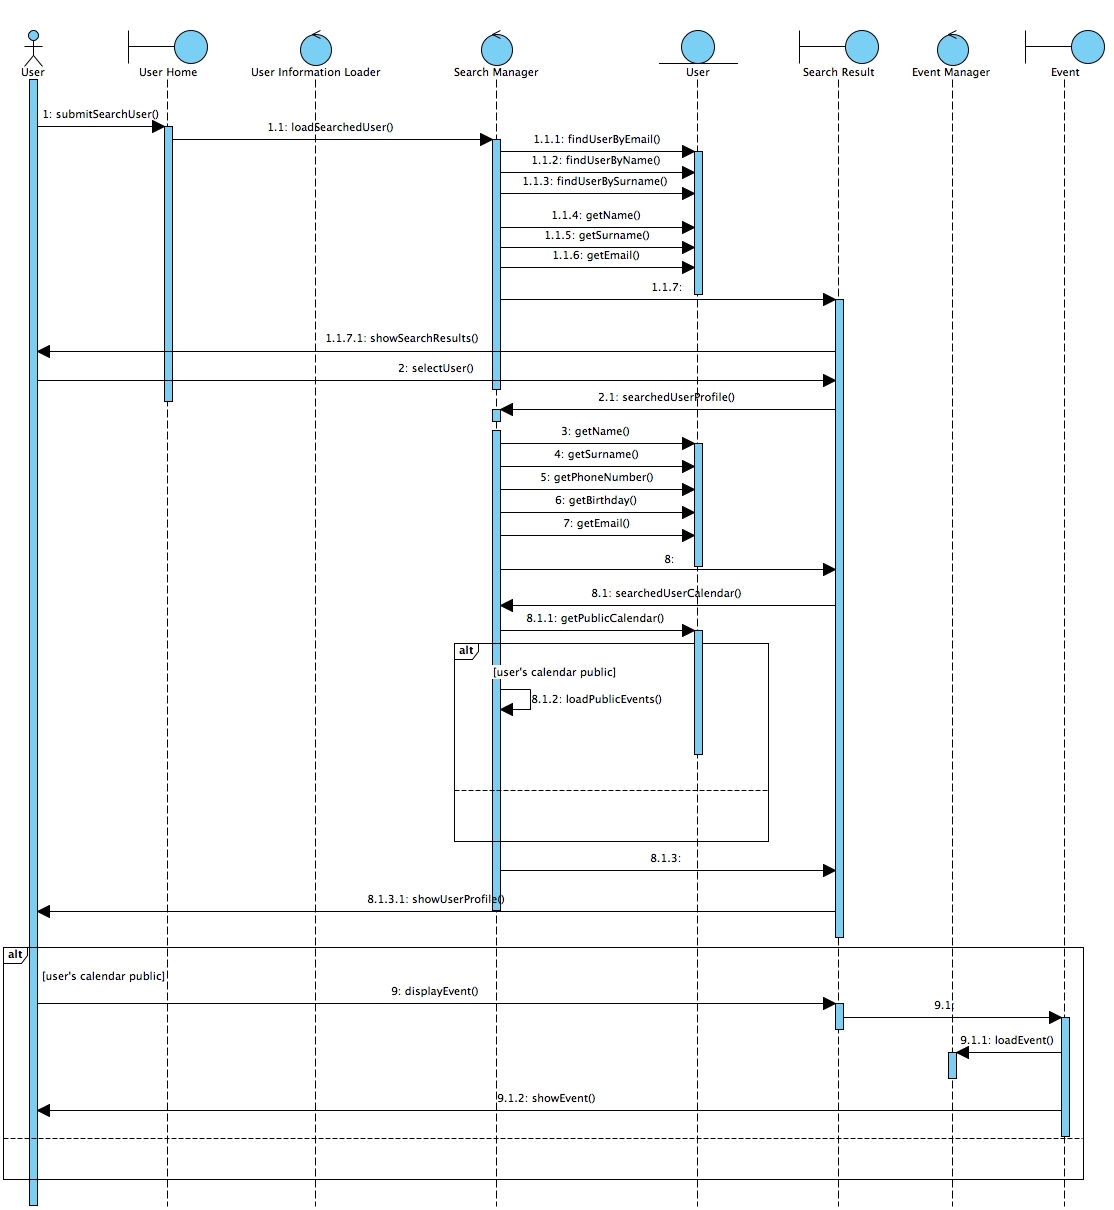 User
User Home
User Information Loader
Search Manager
User
Search Result
Event Manager
Event
1: submitSearchUser()
1.1: loadSearchedUser()
1.1.1: findUserByEmail()
1.1.2: findUserByName()
1.1.3: findUserBySurname()
1.1.4: getName()
1.1.5: getSurname()
1.1.6: getEmail()
1.1.7:
1.1.7.1: showSearchResults()
2: selectUser()
2.1: searchedUserProfile()
3: getName()
4: getSurname()
5: getPhoneNumber()
6: getBirthday()
7: getEmail()
8:
8.1: searchedUserCalendar()
8.1.1: getPublicCalendar()
alt
[user's calendar public]
8.1.2: loadPublicEvents()
8.1.3:
8.1.3.1: showUserProfile()
alt
[user's calendar public]
9: displayEvent()
9.1:
9.1.1: loadEvent()
9.1.2: showEvent()